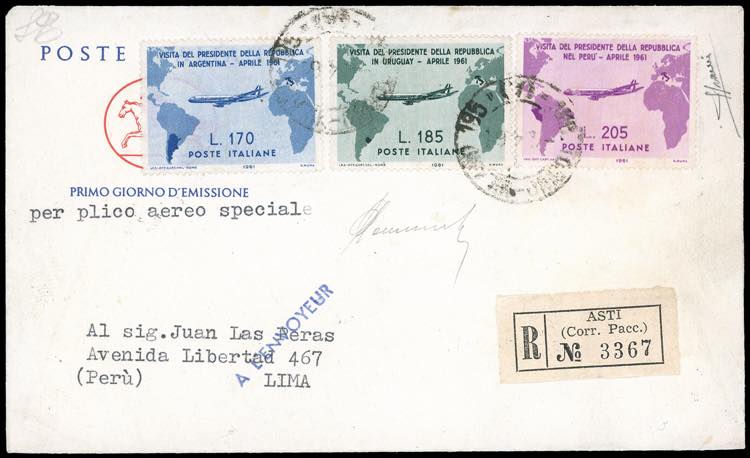 POSTE
VISITA DEL PRESIDENTE DELLA REPUBBLICA
IN ARGENTINA - APRILE 1961
L. 170
POSTE ITALIANE
1961
VISITA DEL PRESIDENTE DELLA REPUBBLICA
IN URUGUAY - APRILE 1961
L. 185
POSTE ITALIANE
1961
VISITA DEL PRESIDENTE DELLA REPUBBLICA
NEL PERU' - APRILE 1961
L. 205
POSTE ITALIANE
1961
PRIMO GIORNO D'EMISSIONE
per plico aereo speciale
A L'ENVOYEUR
Al sig.Juan Las Heras
Avenida Libertad 467
(Perù) LIMA
ASTI
(Corr. Pacc.)
R № 3367